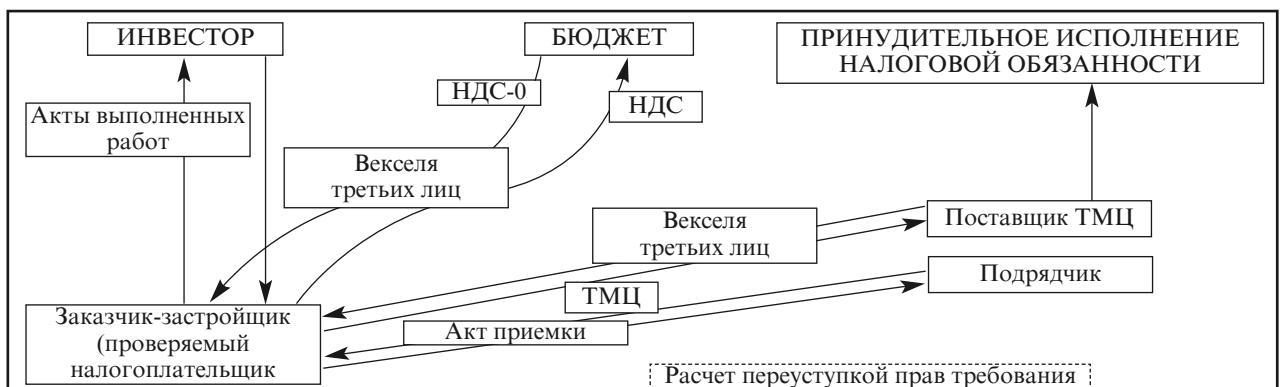 ИНВЕСТОР
БЮДЖЕТ
ПРИНУДИТЕЛЬНОЕ ИСПОЛНЕНИЕ
НАЛОГОВОЙ ОБЯЗАННОСТИ
НДС-0
НДС
Акты выполненных
работ
Векселя
третьих лиц
Векселя
третьих лиц
Поставщик ТМЦ
Подрядчик
ТМЦ
Заказчик-застройщик
(проверяемый
налогоплательщик
Акт приемки
Расчет переуступкой прав требования